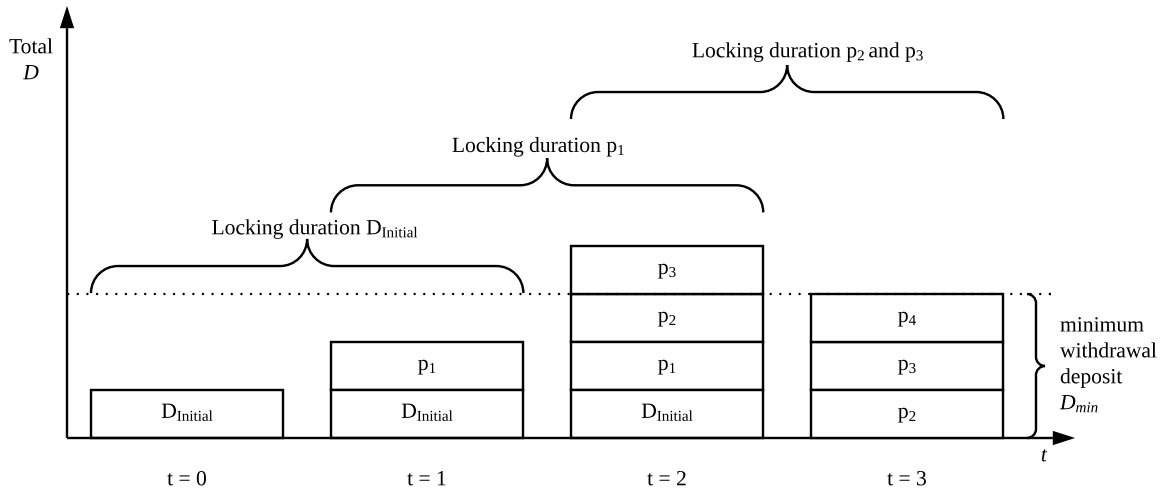 Total
D
Locking duration p2 and p3
Locking duration p1
Locking duration DInitial
p3
p2
p4
p1
p1
p3
DInitial
DInitial
DInitial
p2
minimum
withdrawal
deposit
Dmin
t
t = 0
t = 1
t = 2
t = 3